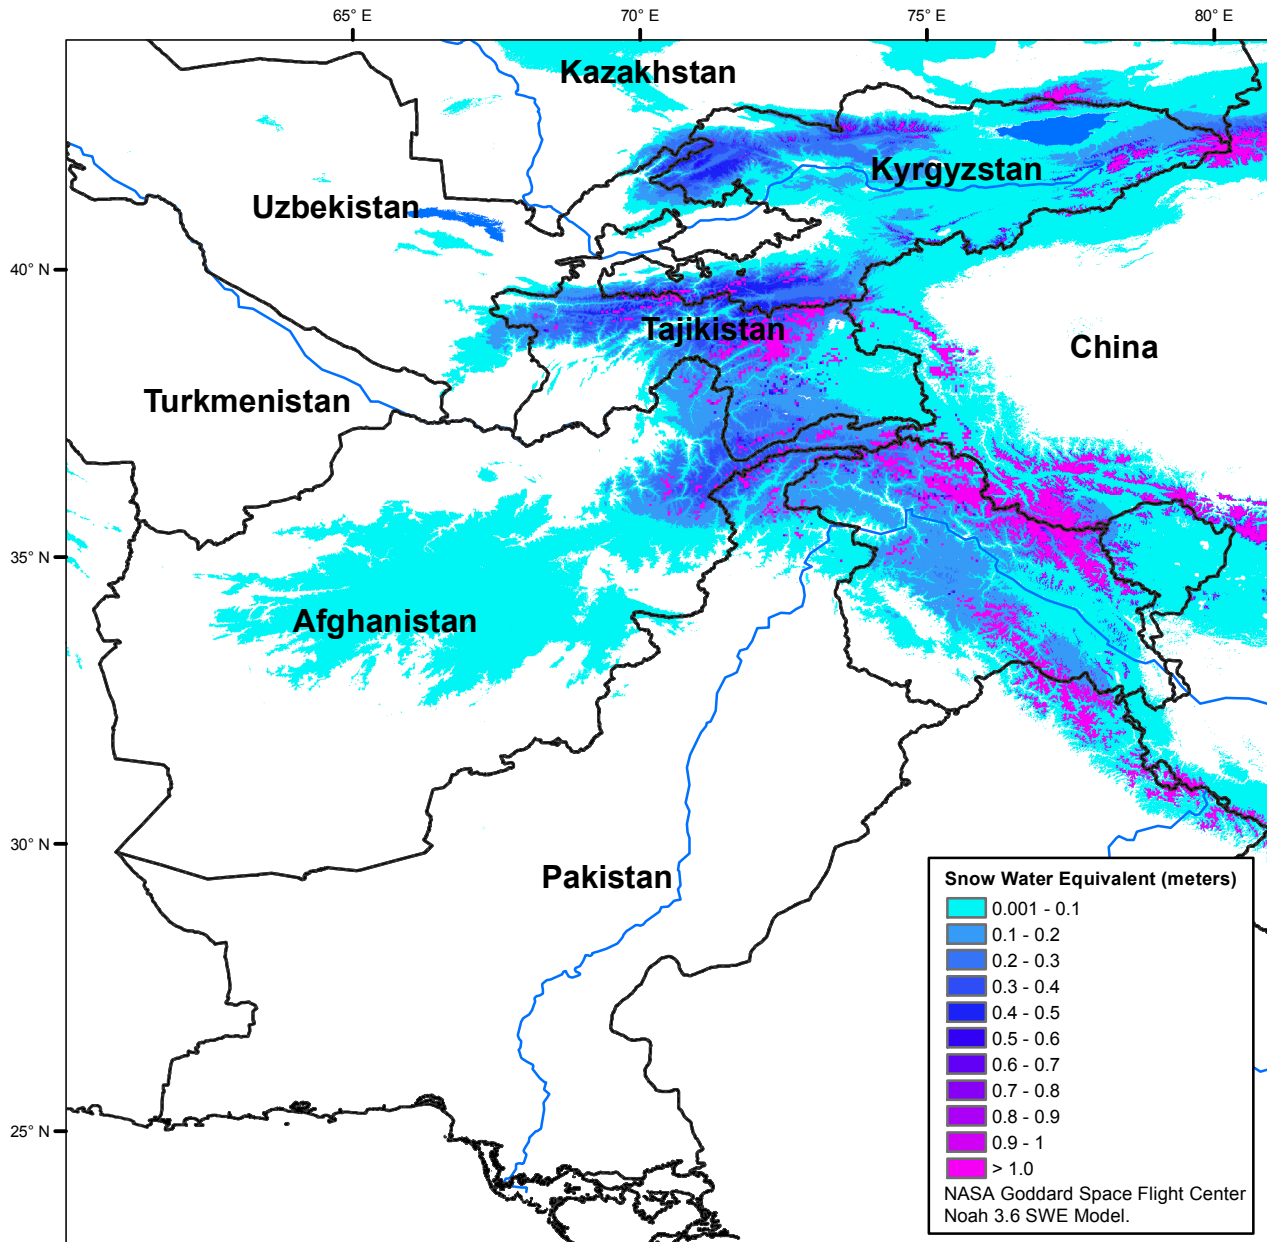 65° E
70° E
75° E
80° E
Kazakhstan
Kyrgyzstan
Uzbekistan
40° N
Tajikistan
China
Turkmenistan
35° N
Afghanistan
30° N
Pakistan
25° N
Snow Water Equivalent (meters)
0.001 - 0.1
0.1 - 0.2
0.2 - 0.3
0.3 - 0.4
0.4 - 0.5
0.5 - 0.6
0.6 - 0.7
0.7 - 0.8
0.8 - 0.9
0.9 - 1
> 1.0
NASA Goddard Space Flight Center
Noah 3.6 SWE Model.